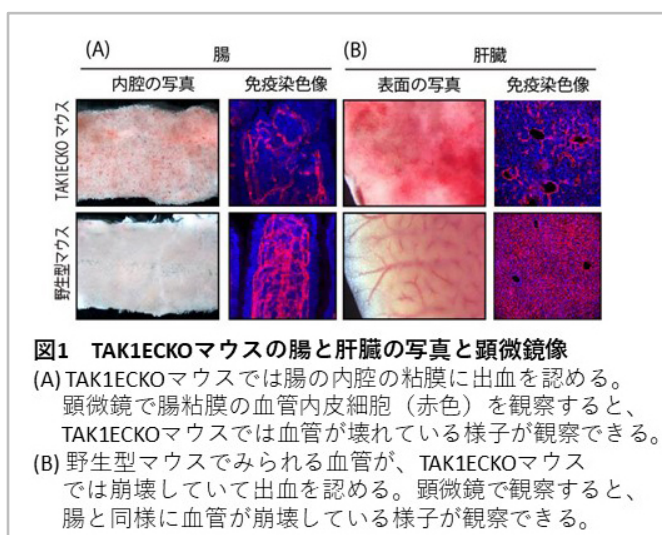 (A) 腸 (B) 肝臓
内腔の写真 免疫染色像 表面の写真 免疫染色像
TAK1ECKOマウス
野生型マウス
図1 TAK1ECKOマウスの腸と肝臓の写真と顕微鏡像
(A) TAK1ECKOマウスでは腸の内腔の粘膜に出血を認める。
顕微鏡で腸粘膜の血管内皮細胞（赤色）を観察すると、
TAK1ECKOマウスでは血管が壊れている様子が観察できる。
(B) 野生型マウスでみられる血管が、TAK1ECKOマウス
では崩壊していて出血を認める。顕微鏡で観察すると、
腸と同様に血管が崩壊している様子が観察できる。